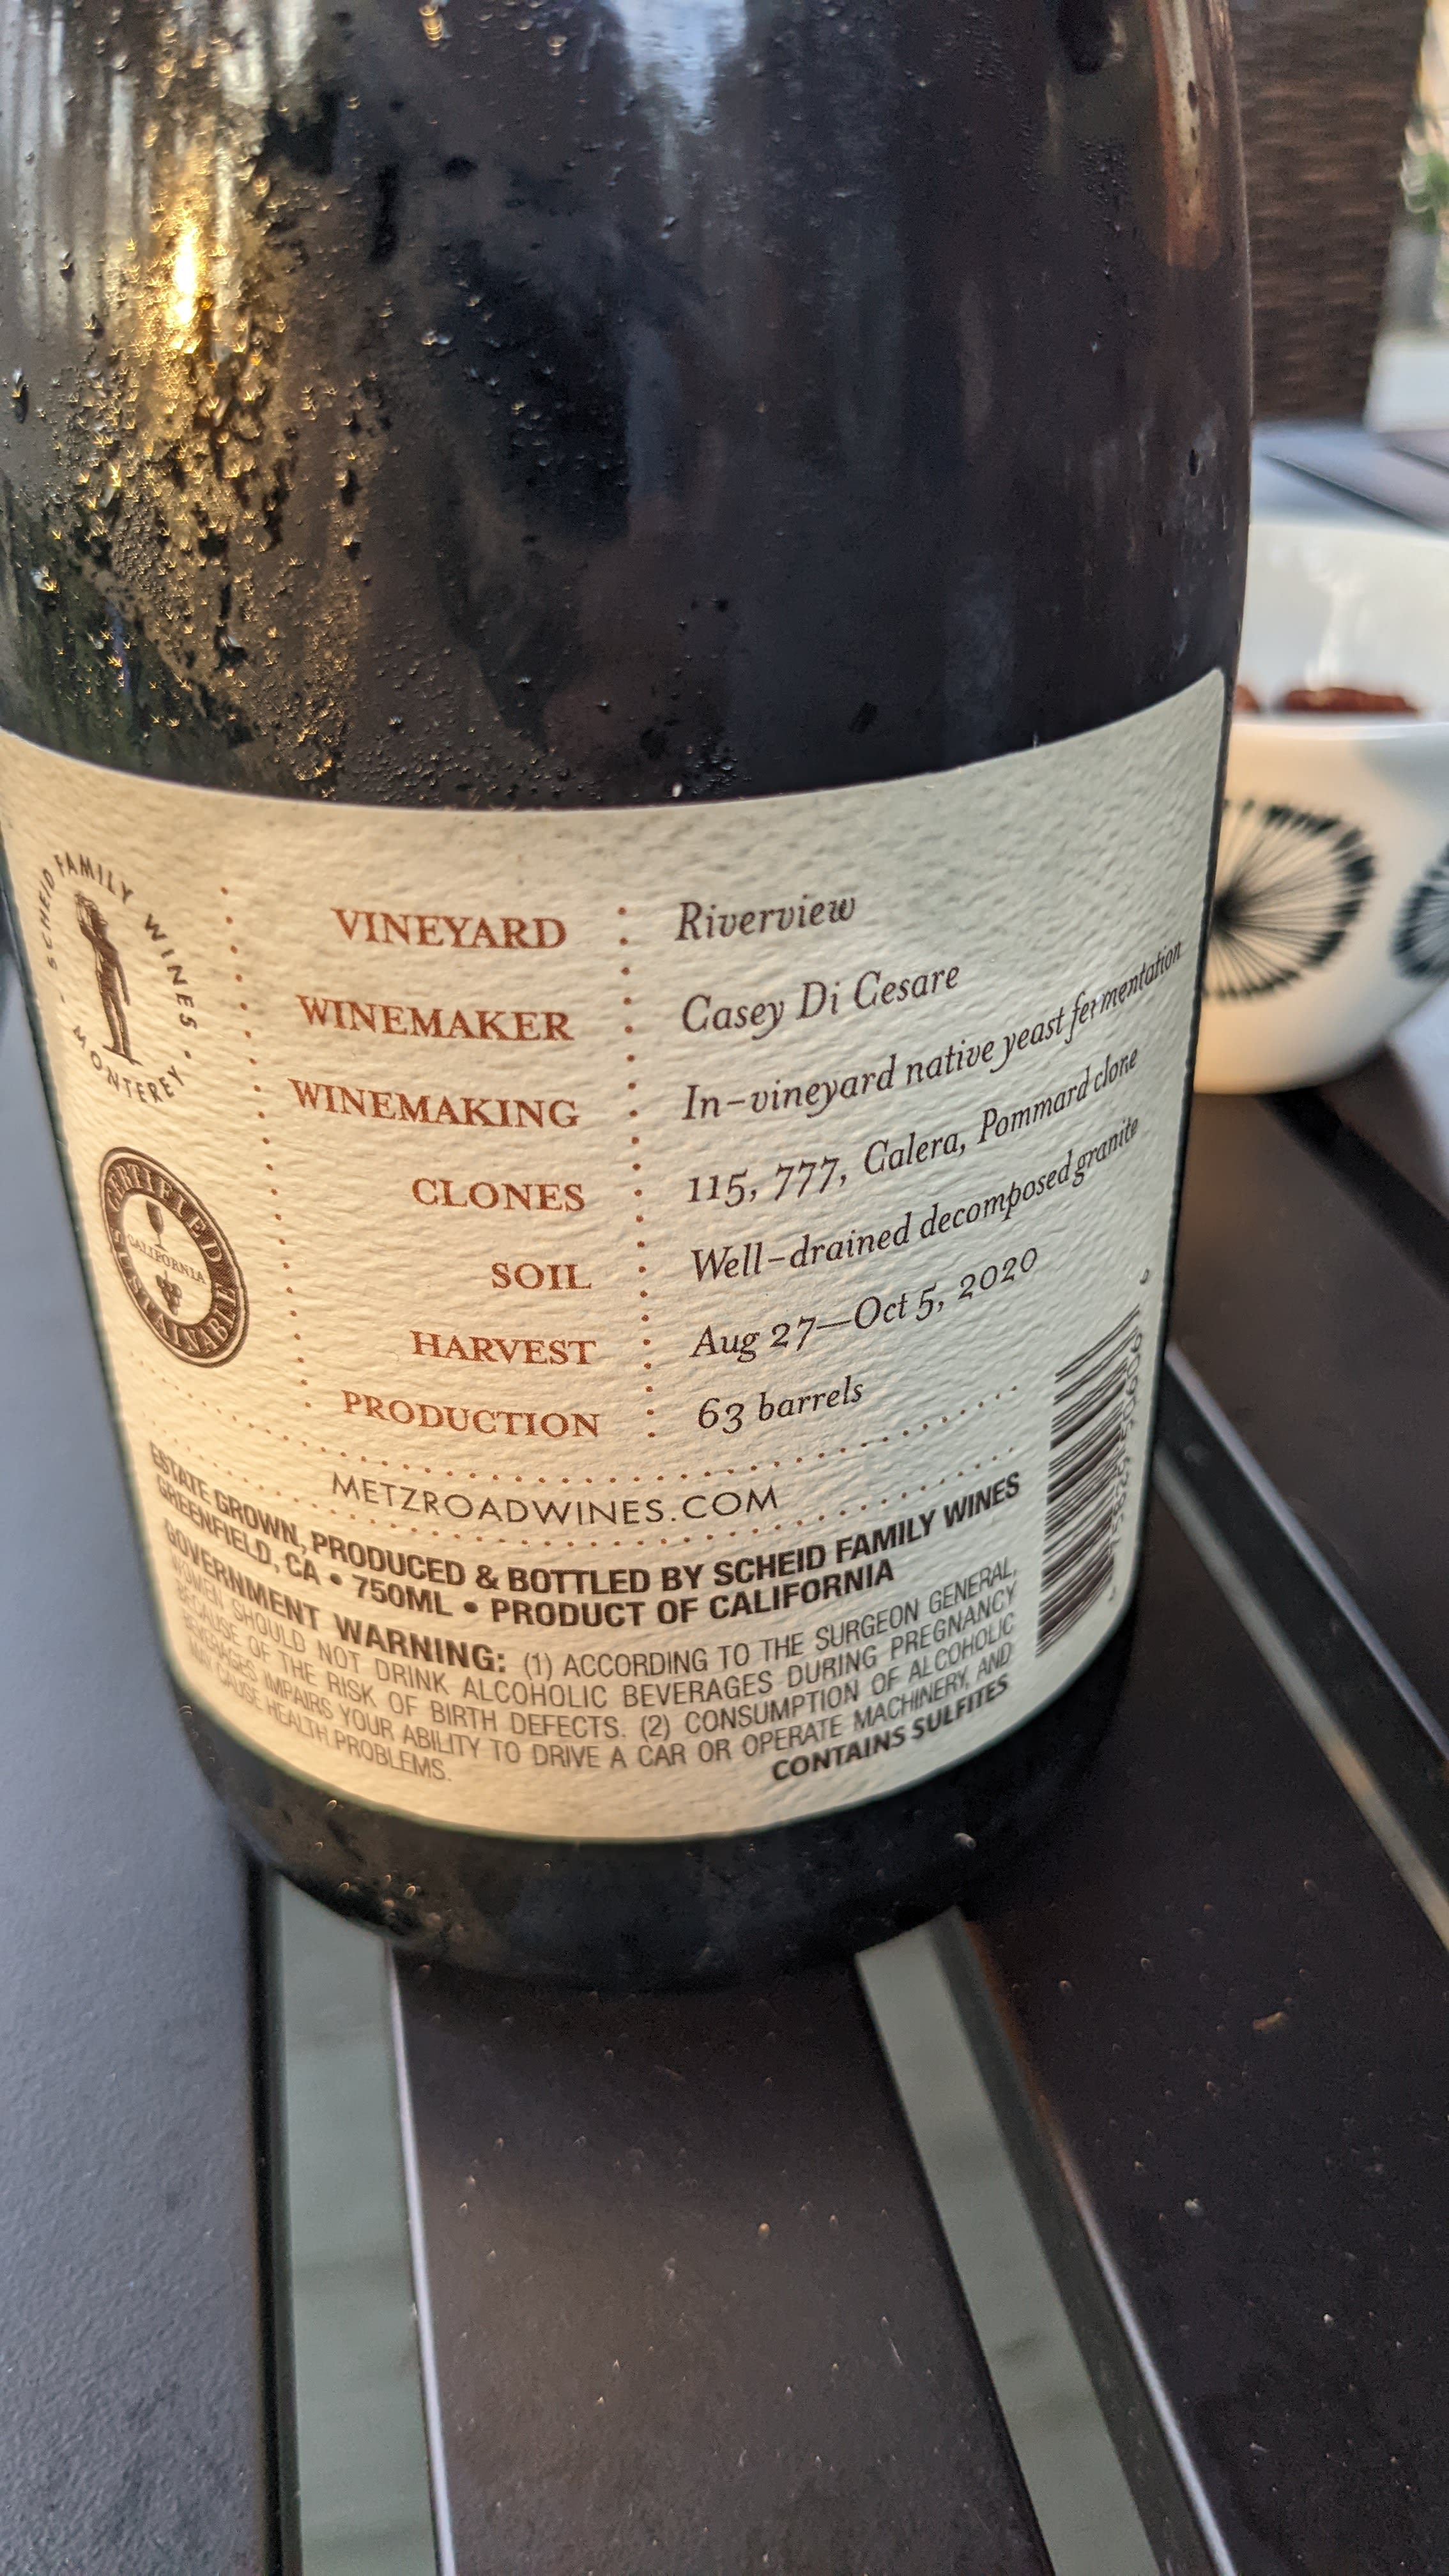 SCHEID FAMILY WINES
MONTEREY
CERTIFIED
CALIFORNIA
SUSTAINABLE
VINEYARD : Riverview
WINEMAKER : Casey Di Cesare
WINEMAKING : In-vineyard native yeast fermentation
CLONES : 115, 777, Calera, Pommard clone
SOIL : Well-drained decomposed granite
HARVEST : Aug 27—Oct 5, 2020
PRODUCTION : 63 barrels
METZROADWINES.COM
ESTATE GROWN, PRODUCED & BOTTLED BY SCHEID FAMILY WINES
GREENFIELD, CA • 750ML • PRODUCT OF CALIFORNIA
GOVERNMENT WARNING: (1) ACCORDING TO THE SURGEON GENERAL,
WOMEN SHOULD NOT DRINK ALCOHOLIC BEVERAGES DURING PREGNANCY
BECAUSE OF THE RISK OF BIRTH DEFECTS. (2) CONSUMPTION OF ALCOHOLIC
BEVERAGES IMPAIRS YOUR ABILITY TO DRIVE A CAR OR OPERATE MACHINERY, AND
MAY CAUSE HEALTH PROBLEMS.
CONTAINS SULFITES